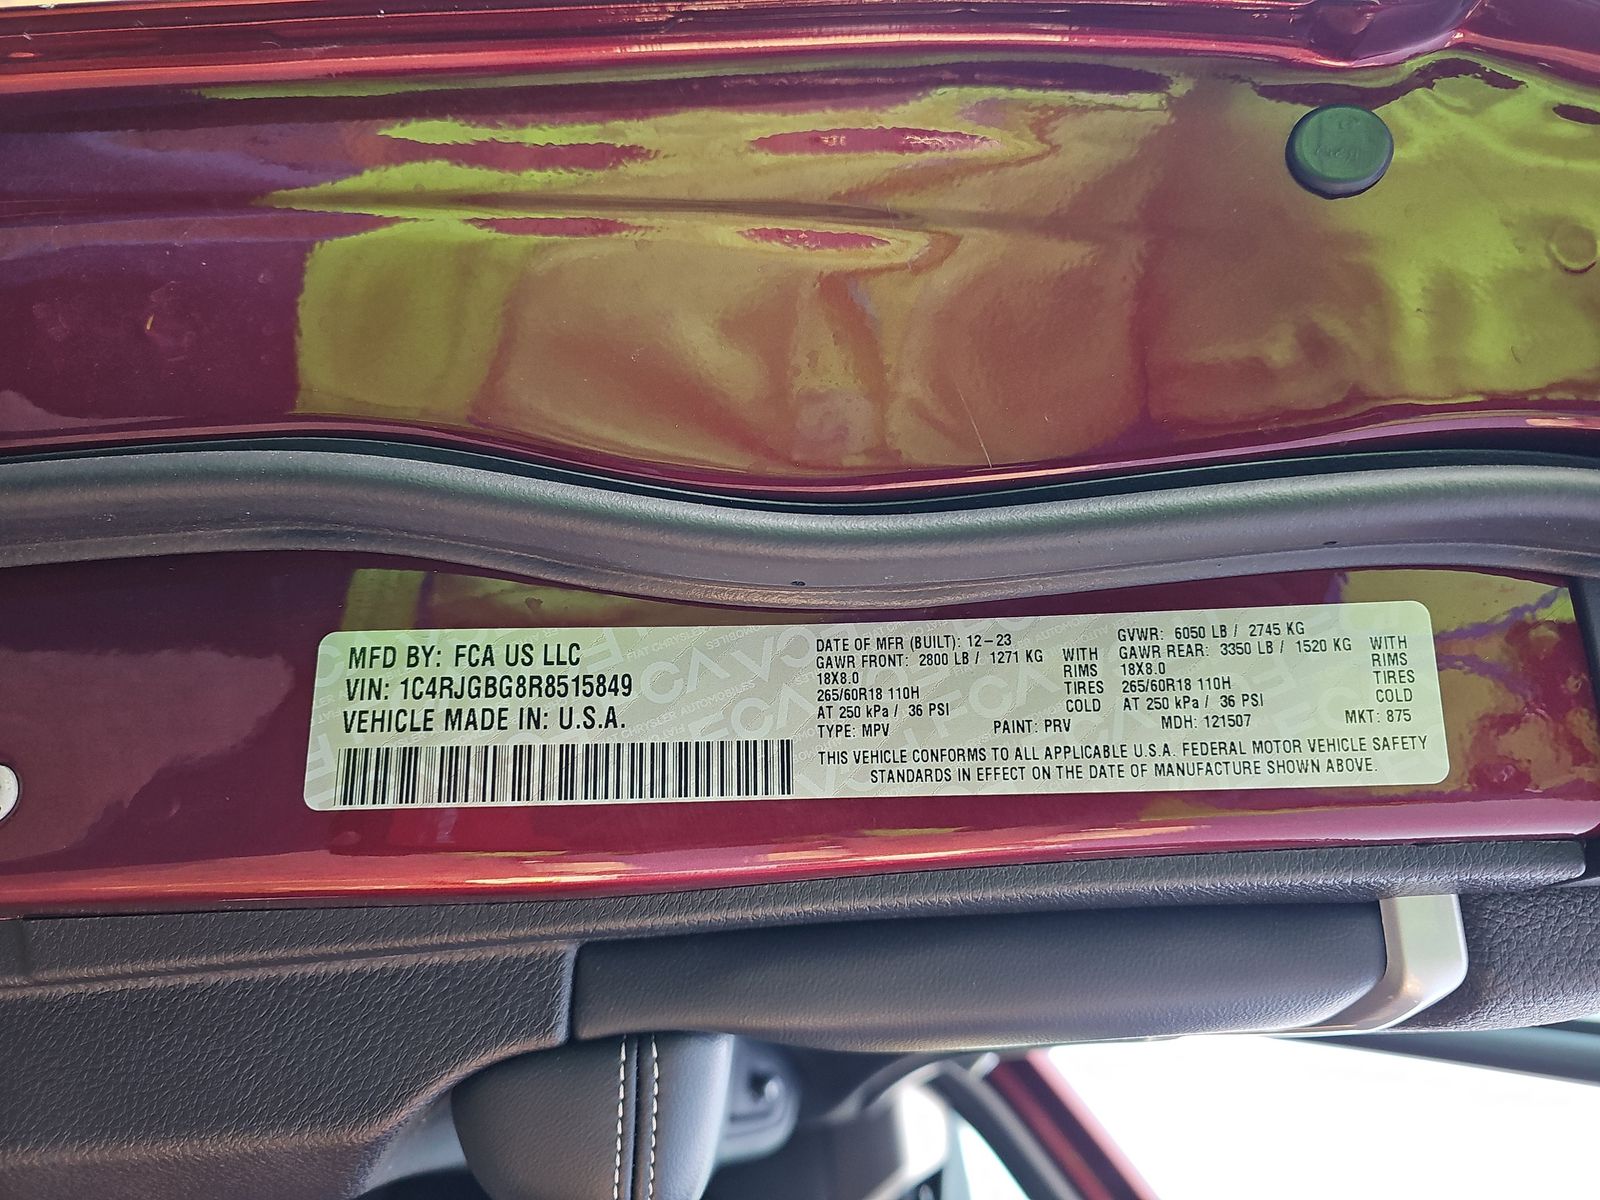 MFD BY: FCA US LLC
VIN: 1C4RJGBG8R8515849
VEHICLE MADE IN: U.S.A.
DATE OF MFR (BUILT): 12-23
GAWR FRONT: 2800 LB / 1271 KG WITH
18X8.0 RIMS
265/60R18 110H TIRES
AT 250 kPa / 36 PSI COLD
GVWR: 6050 LB / 2745 KG
GAWR REAR: 3350 LB / 1520 KG WITH
18X8.0 RIMS
265/60R18 110H TIRES
AT 250 kPa / 36 PSI COLD
TYPE: MPV PAINT: PRV MDH: 121507 MKT: 875
THIS VEHICLE CONFORMS TO ALL APPLICABLE U.S.A. FEDERAL MOTOR VEHICLE SAFETY
STANDARDS IN EFFECT ON THE DATE OF MANUFACTURE SHOWN ABOVE.